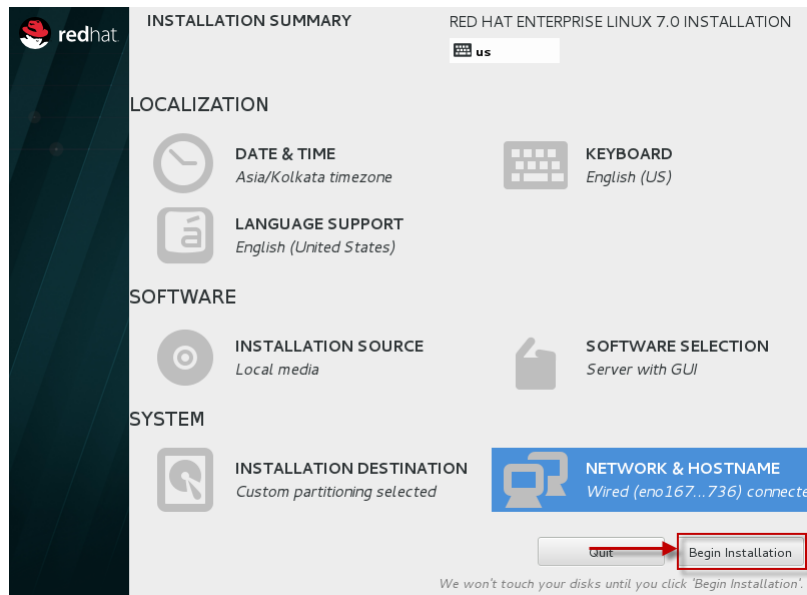 redhat.
INSTALLATION SUMMARY
RED HAT ENTERPRISE LINUX 7.0 INSTALLATION
us
LOCALIZATION
DATE & TIME
Asia/Kolkata timezone
KEYBOARD
English (US)
á
LANGUAGE SUPPORT
English (United States)
SOFTWARE
INSTALLATION SOURCE
Local media
SOFTWARE SELECTION
Server with GUI
SYSTEM
INSTALLATION DESTINATION
Custom partitioning selected
NETWORK & HOSTNAME
Wired (eno167...736) connecte
Quit
Begin Installation
We won't touch your disks until you click 'Begin Installation'.